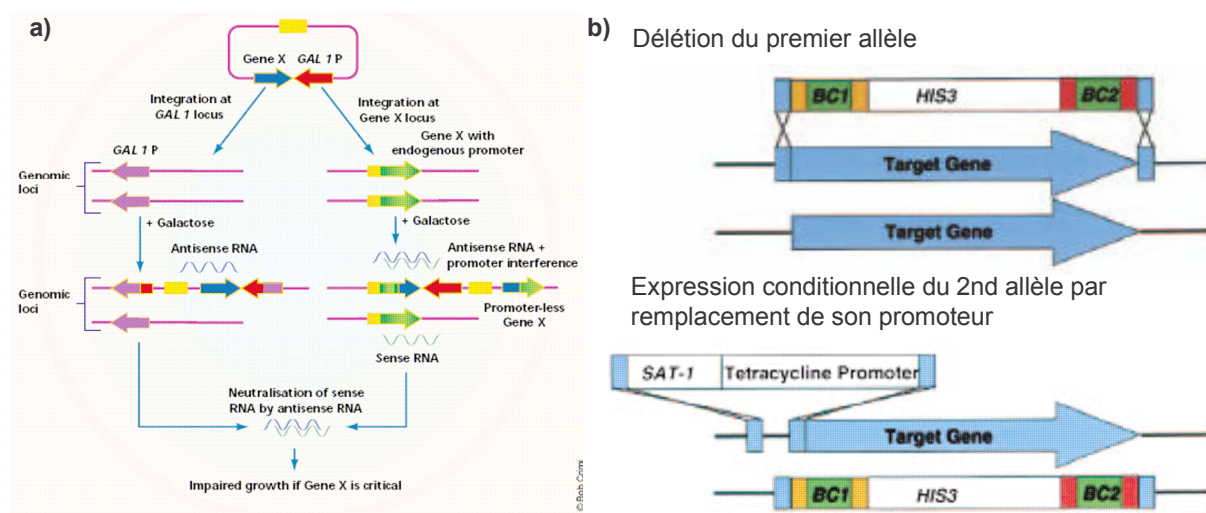 a)
Gene X GAL 1 P
Integration at
GAL 1 locus
Integration at
Gene X locus
GAL 1 P
Gene X with
endogenous promoter
Genomic
loci
+ Galactose
+ Galactose
Antisense RNA
Antisense RNA +
promoter interference
Genomic
loci
Promoter-less
Gene X
Sense RNA
Neutralisation of sense
RNA by antisense RNA
Impaired growth if Gene X is critical
© Bob Crimi
b)
Délétion du premier allèle
BC1 HIS3 BC2
Target Gene
Target Gene
Expression conditionnelle du 2nd allèle par
remplacement de son promoteur
SAT-1 Tetracycline Promoter
Target Gene
BC1 HIS3 BC2